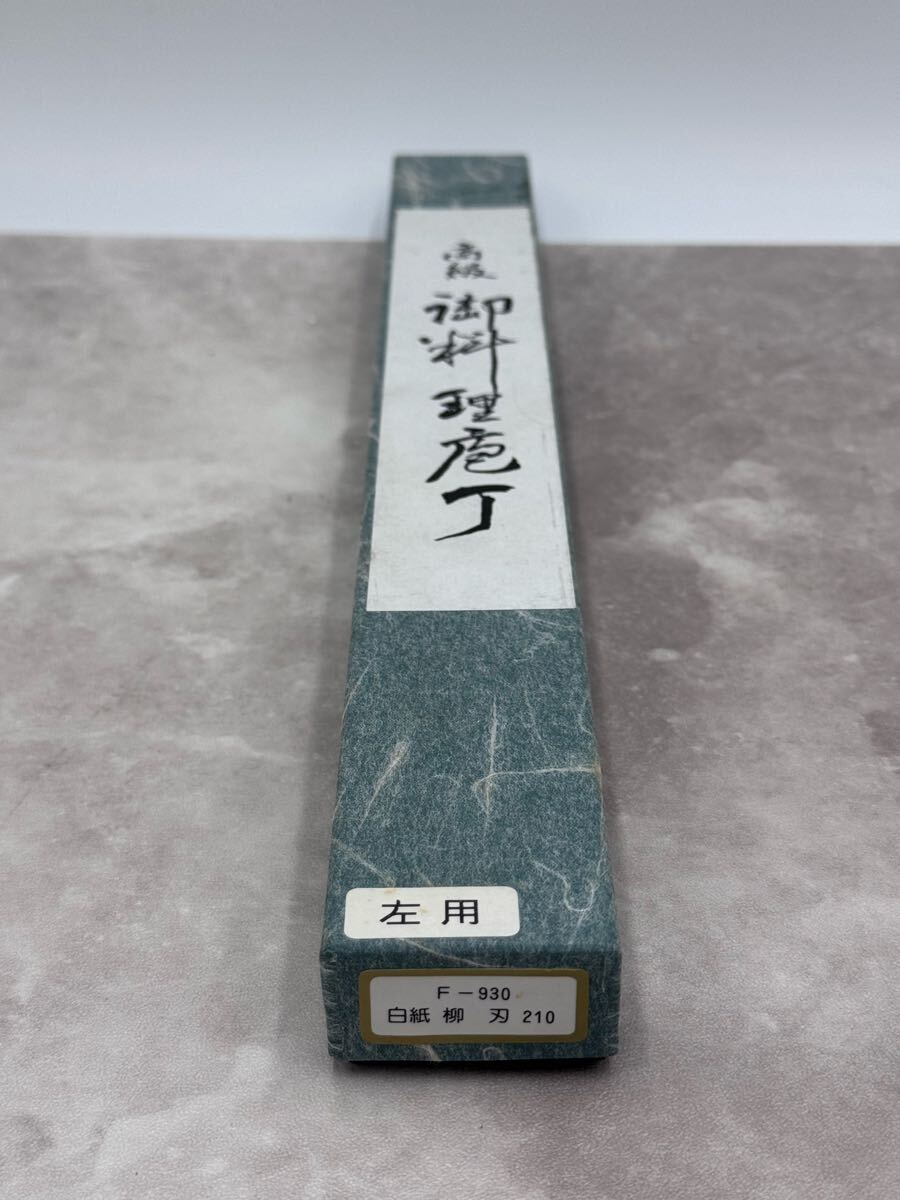 高級
御料理庖丁
左用
F-930
白紙 柳 刃 210